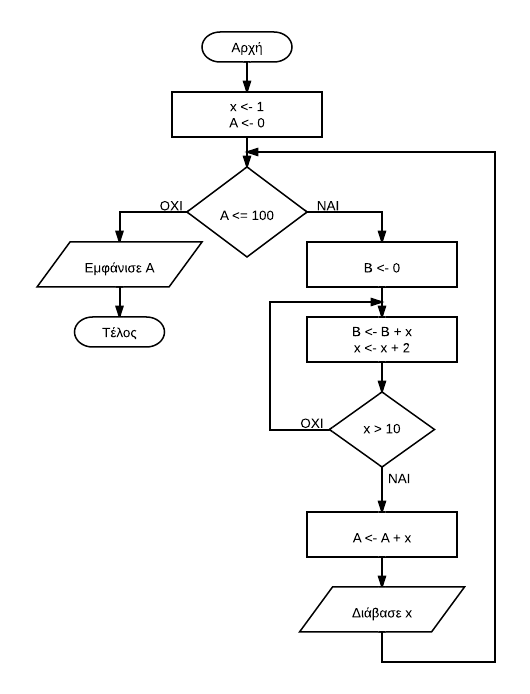 Αρχή
x <- 1
A <- 0
A <= 100
ΟΧΙ
ΝΑΙ
Εμφάνισε Α
Τέλος
B <- 0
B <- B + x
x <- x + 2
x > 10
ΟΧΙ
ΝΑΙ
A <- A + x
Διάβασε x